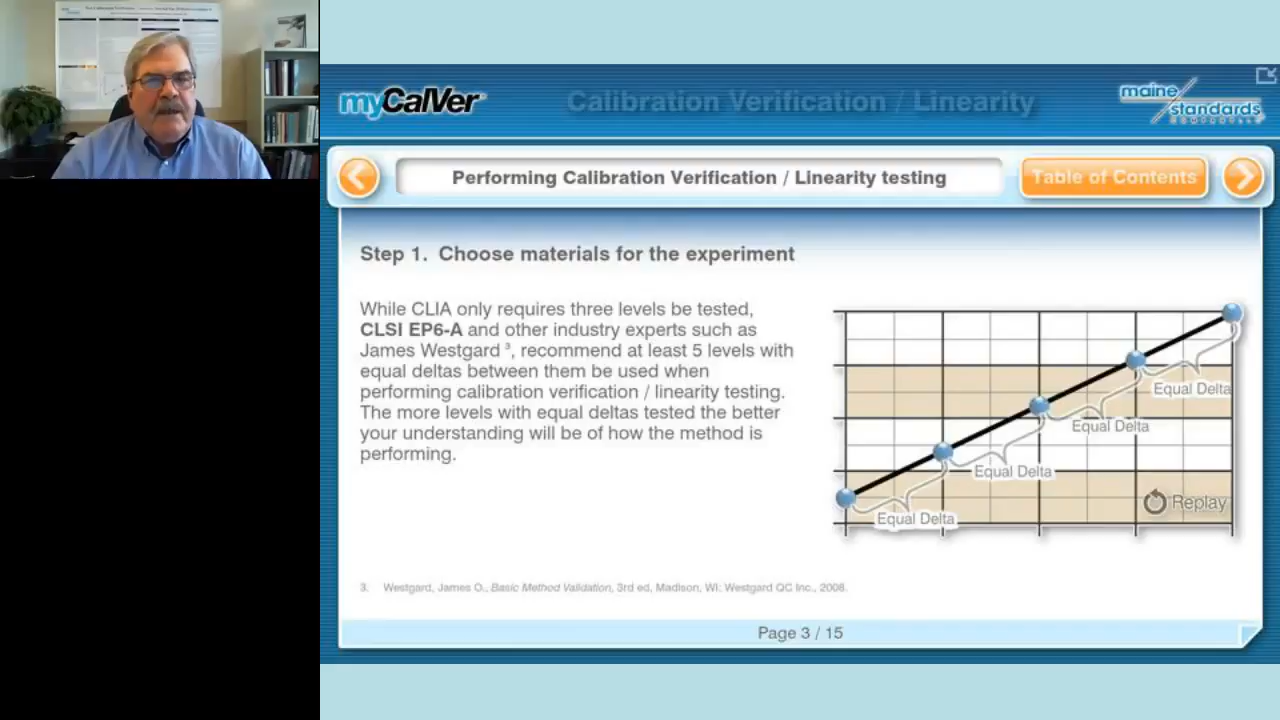 myCalVer
Calibration Verification / Linearity
maine
standards
Performing Calibration Verification / Linearity testing
Table of Contents
Step 1. Choose materials for the experiment
While CLIA only requires three levels be tested,
CLSI EP6-A and other industry experts such as
James Westgard ³, recommend at least 5 levels with
equal deltas between them be used when
performing calibration verification / linearity testing.
The more levels with equal deltas tested the better
your understanding will be of how the method is
performing.
Equal Delta
Equal Delta
Equal Delta
Equal Delta
Replay
3. Westgard, James O., Basic Method Validation, 3rd ed, Madison, WI: Westgard QC Inc., 2008.
Page 3 / 15